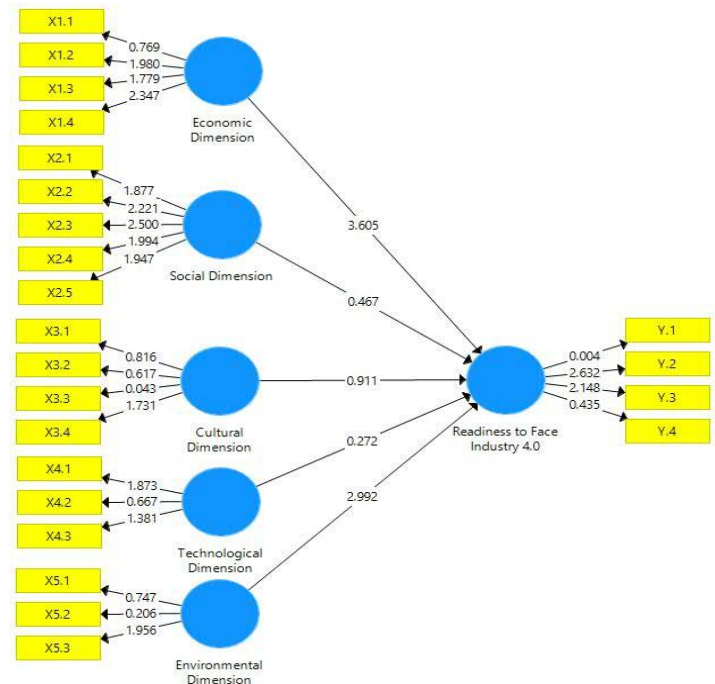 X1.1
0.769
X1.2
1.980
X1.3
1.779
2.347
X1.4
Economic
Dimension
X2.1
1.877
X2.2
2.221
X2.3
2.500
X2.4
1.994
1.947
X2.5
Social Dimension
X3.1
0.816
X3.2
0.617
X3.3
0.043
1.731
X3.4
Cultural
Dimension
X4.1
1.873
X4.2
0.667
X4.3
1.381
Technological
Dimension
X5.1
0.747
X5.2
0.206
X5.3
1.956
Environmental
Dimension
3.605
0.467
0.911
0.272
2.992
Readiness to Face
Industry 4.0
Y.1
0.004
Y.2
2.632
Y.3
2.148
0.435
Y.4